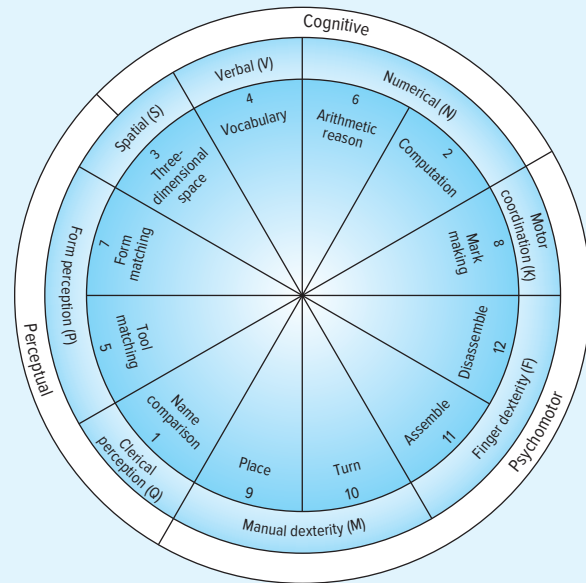 Cognitive
Verbal (V)
Numerical (N)
Spatial (S)
4
Vocabulary
6
Arithmetic
reason
3
Three-
dimensional
space
2
Computation
Motor
coordination (K)
8
Mark
making
7
Form
matching
Form perception (P)
Perceptual
5
Tool
matching
12
Disassemble
Finger dexterity (F)
Psychomotor
1
Name
comparison
Clerical
perception (Q)
11
Assemble
Place
9
Turn
10
Manual dexterity (M)